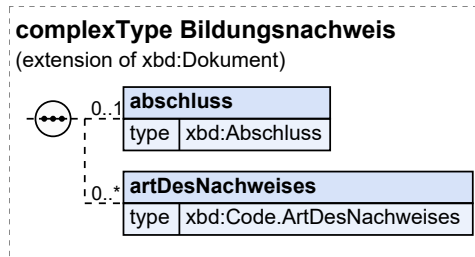 complexType Bildungsnachweis
(extension of xbd:Dokument)
0..1
abschluss
type xbd:Abschluss
0..*
artDesNachweises
type xbd:Code.ArtDesNachweises